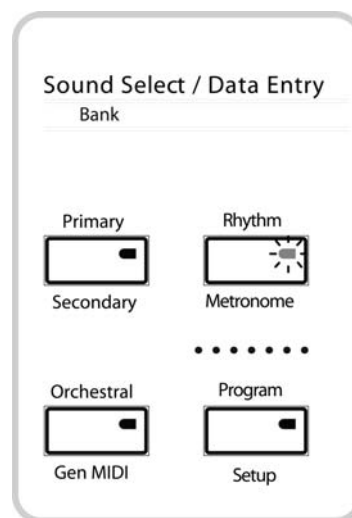 Sound Select / Data Entry
Bank
Primary Rhythm
Secondary Metronome
Orchestral Program
Gen MIDI Setup